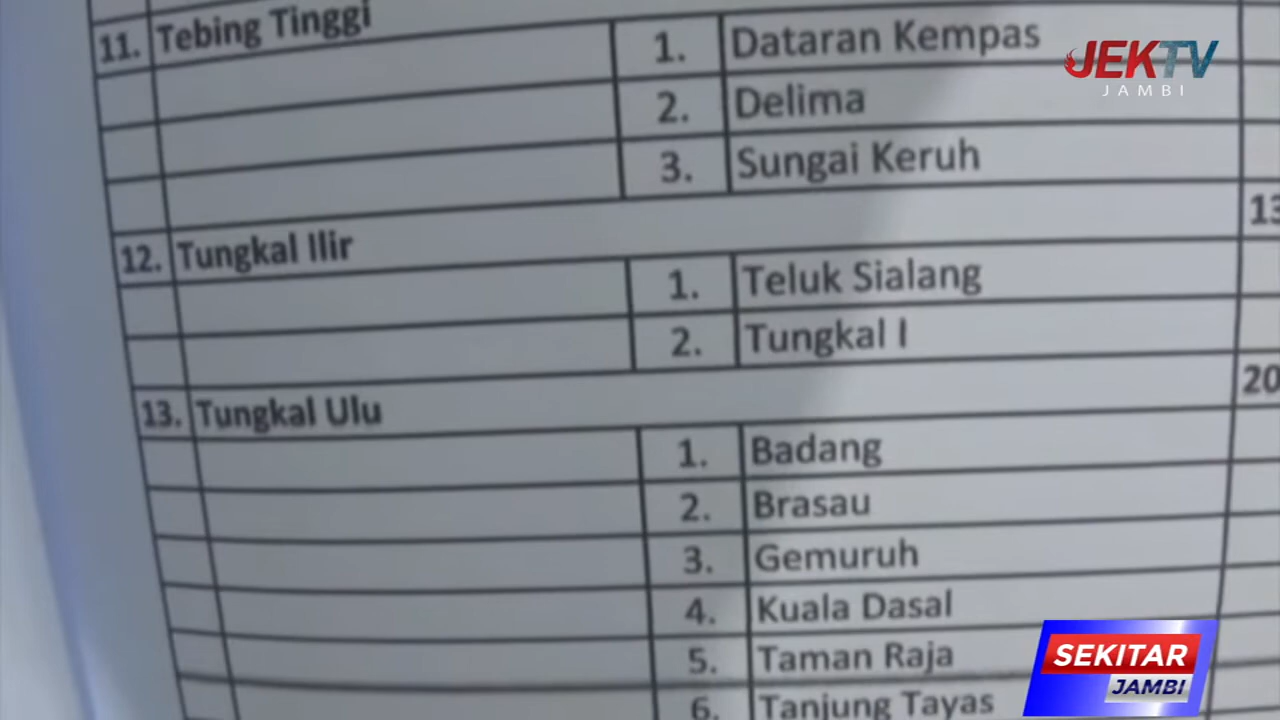 11. Tebing Tinggi
1. Dataran Kempas
JEKTV
JAMBI
2. Delima
3. Sungai Keruh
12. Tungkal Ilir
1. Teluk Sialang
2. Tungkal I
13. Tungkal Ulu
20
1. Badang
2. Brasau
3. Gemuruh
4. Kuala Dasal
5. Taman Raja
6. Tanjung Tayas
SEKITAR
JAMBI